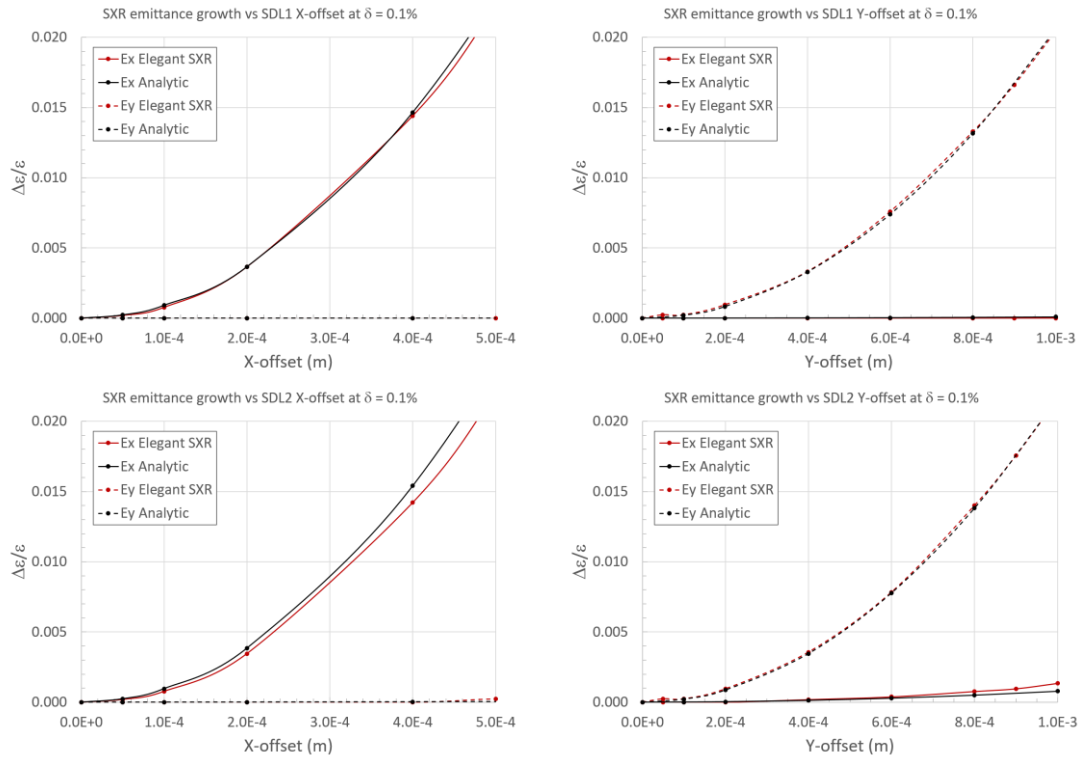 SXR emittance growth vs SDL1 X-offset at δ = 0.1%
0.020
0.015
0.010
0.005
0.000
Δε/ε
Ex Elegant SXR
Ex Analytic
Ey Elegant SXR
Ey Analytic
0.0E+0 1.0E-4 2.0E-4 3.0E-4 4.0E-4 5.0E-4
X-offset (m)
SXR emittance growth vs SDL1 Y-offset at δ = 0.1%
0.020
0.015
0.010
0.005
0.000
Δε/ε
Ex Elegant SXR
Ex Analytic
Ey Elegant SXR
Ey Analytic
0.0E+0 2.0E-4 4.0E-4 6.0E-4 8.0E-4 1.0E-3
Y-offset (m)
SXR emittance growth vs SDL2 X-offset at δ = 0.1%
0.020
0.015
0.010
0.005
0.000
Δε/ε
Ex Elegant SXR
Ex Analytic
Ey Elegant SXR
Ey Analytic
0.0E+0 1.0E-4 2.0E-4 3.0E-4 4.0E-4 5.0E-4
X-offset (m)
SXR emittance growth vs SDL2 Y-offset at δ = 0.1%
0.020
0.015
0.010
0.005
0.000
Δε/ε
Ex Elegant SXR
Ex Analytic
Ey Elegant SXR
Ey Analytic
0.0E+0 2.0E-4 4.0E-4 6.0E-4 8.0E-4 1.0E-3
Y-offset (m)